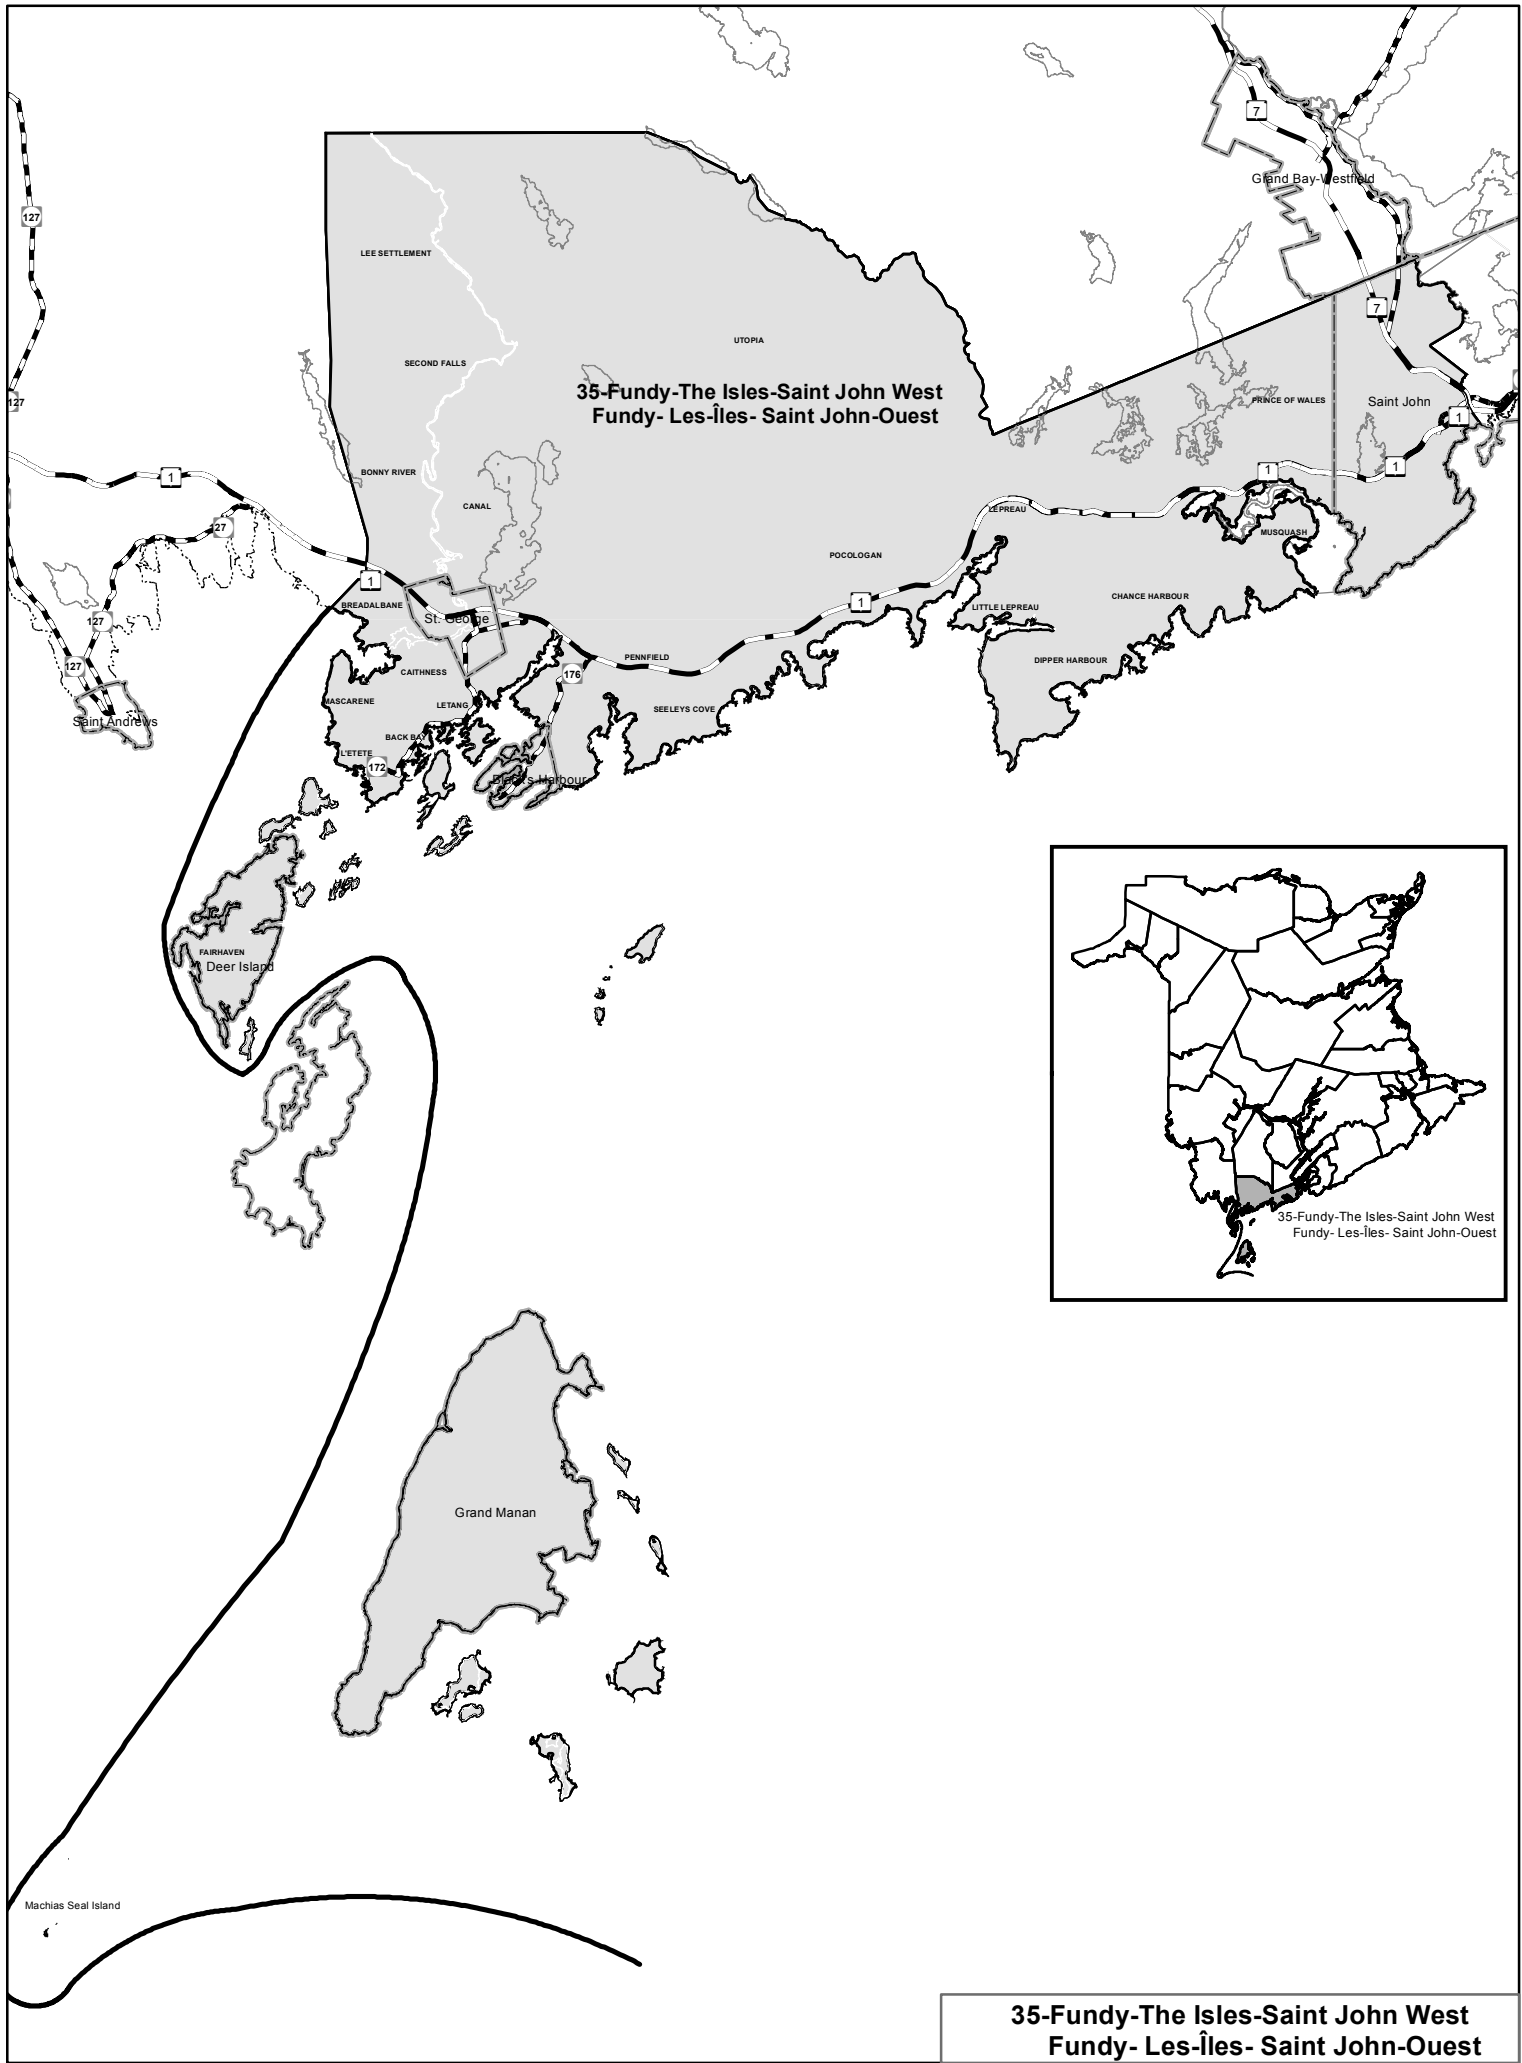 7
127
Grand Bay-Westfield
LEE SETTLEMENT
7
UTOPIA
SECOND FALLS
35-Fundy-The Isles-Saint John West
Fundy- Les-Îles- Saint John-Ouest
127
PRINCE OF WALES
Saint John
1
BONNY RIVER
1
1
1
CANAL
LEPREAU
127
MUSQUASH
POCOLOGAN
1
CHANCE HARBOUR
1
BREADALBANE
LITTLE LEPREAU
St. George
127
PENNFIELD
DIPPER HARBOUR
127
CAITHNESS
176
MASCARENE
LETANG
SEELEYS COVE
Saint Andrews
BACK BAY
L'ETETE
172
Black's Harbour
FAIRHAVEN
Deer Island
35-Fundy-The Isles-Saint John West
Fundy- Les-Îles- Saint John-Ouest
Grand Manan
Machias Seal Island
35-Fundy-The Isles-Saint John West
Fundy- Les-Îles- Saint John-Ouest